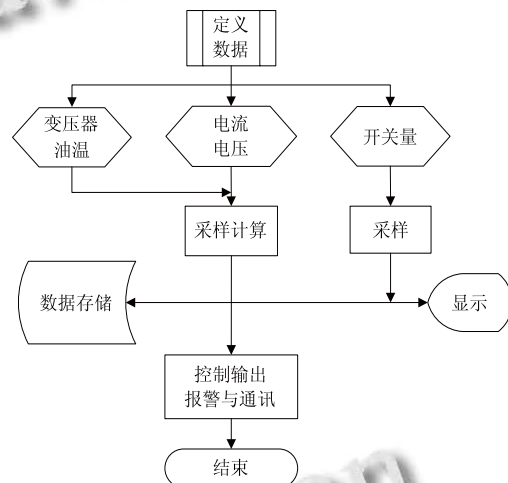 定义
数据
变压器
油温
电流
电压
开关量
采样计算
采样
数据存储
显示
控制输出
报警与通讯
结束